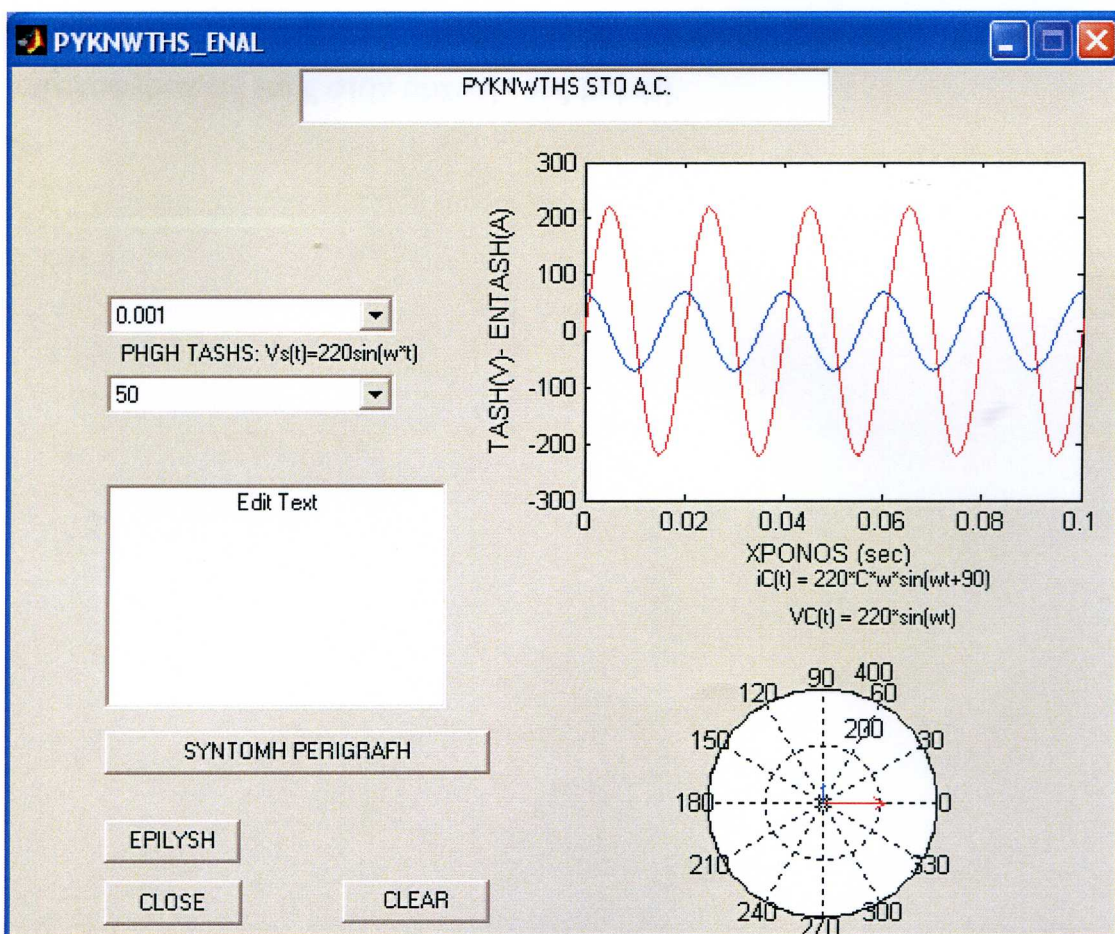 PYKNWTHS_ENAL
PYKNWTHS STO A.C.
0.001
PHGH TASHS: Vs(t)=220sin(w*t)
50
Edit Text
SYNTOMH PERIGRAFH
EPILYSH
CLOSE
CLEAR
TASH(V)- ENTASH(A)
300
200
100
0
-100
-200
-300
0 0.02 0.04 0.06 0.08 0.1
XPONOS (sec)
iC(t) = 220*C*w*sin(wt+90)
VC(t) = 220*sin(wt)
90 400
120 60
150 200 30
180 0
210 330
240 300
270